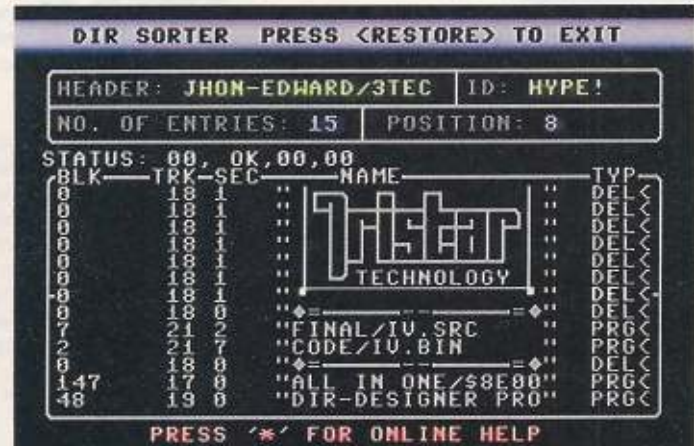 DIR SORTER PRESS <RESTORE> TO EXIT
HEADER: JHON-EDWARD/3TEC ID: HYPE!
NO. OF ENTRIES: 15 POSITION: 8
STATUS: 00, OK,00,00
BLK TRK SEC NAME TYP
0 18 1 " " DEL<
0 18 1 " " DEL<
0 18 1 " Tristar " DEL<
0 18 1 " " DEL<
0 18 1 " " DEL<
0 18 1 " TECHNOLOGY " DEL<
0 18 1 " " DEL<
0 18 0 "◆=-----=◆" DEL<
7 21 2 "FINAL/IV.SRC " PRG<
2 21 7 "CODE/IV.BIN " PRG<
0 18 0 "◆=-----=◆" DEL<
147 17 0 "ALL IN ONE/$8E00" PRG<
48 19 0 "DIR-DESIGNER PRO" PRG<
PRESS '*' FOR ONLINE HELP